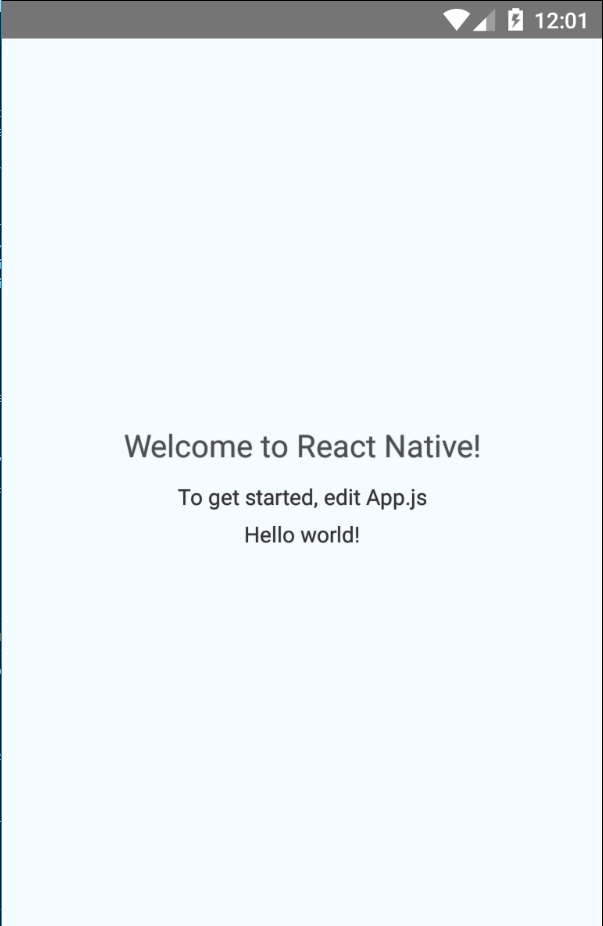 12:01
Welcome to React Native!
To get started, edit App.js
Hello world!